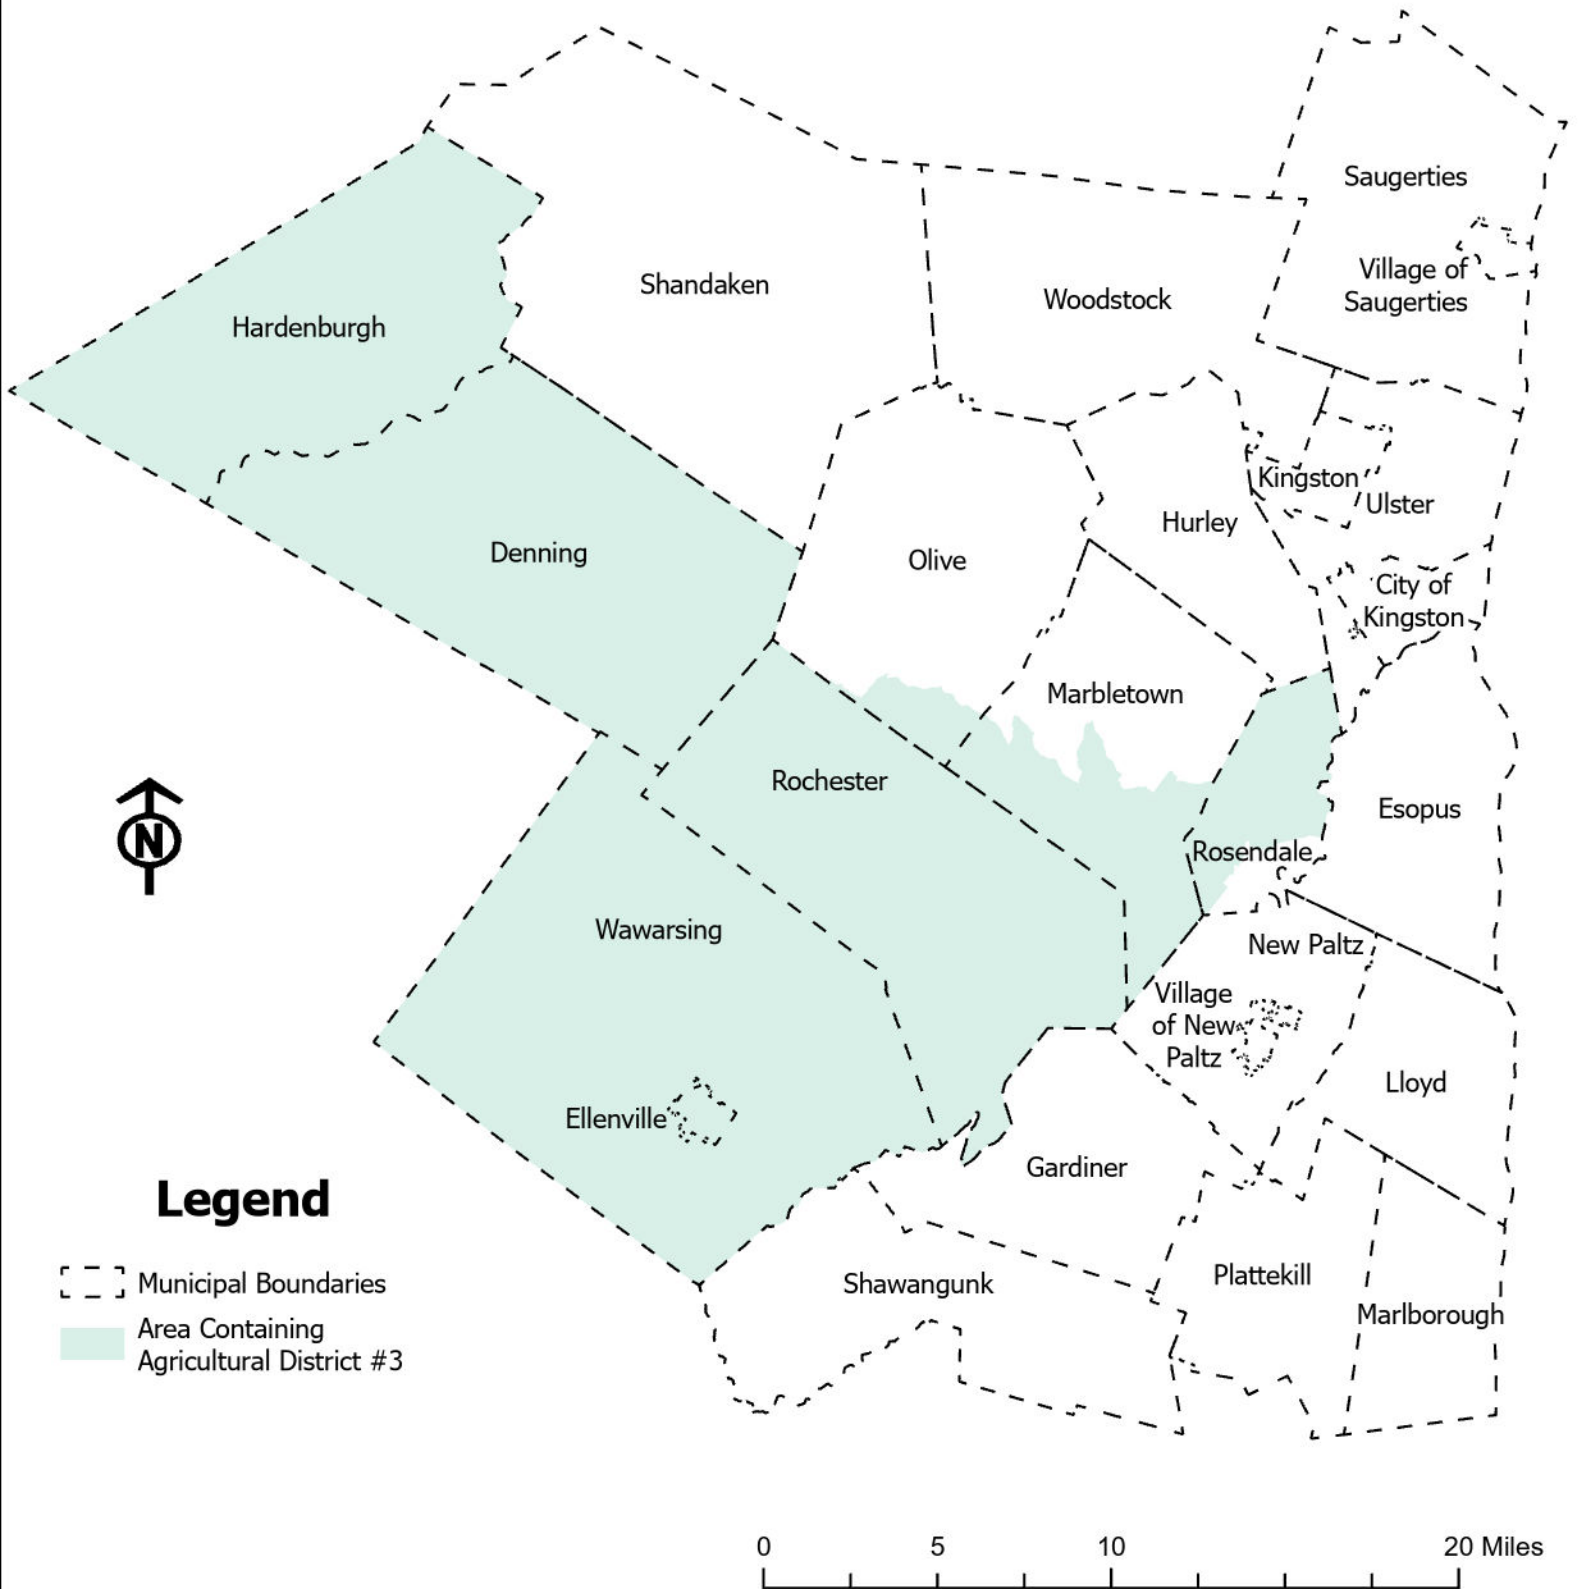 Saugerties
Village of
Saugerties
Shandaken
Woodstock
Hardenburgh
Kingston
Ulster
Hurley
Denning
Olive
City of
Kingston
Marbletown
Rochester
Esopus
N
Rosendale
Wawarsing
New Paltz
Village
of New
Paltz
Lloyd
Ellenville
Gardiner
Legend
Plattekill
Shawangunk
Municipal Boundaries
Marlborough
Area Containing
Agricultural District #3
0 5 10 20 Miles